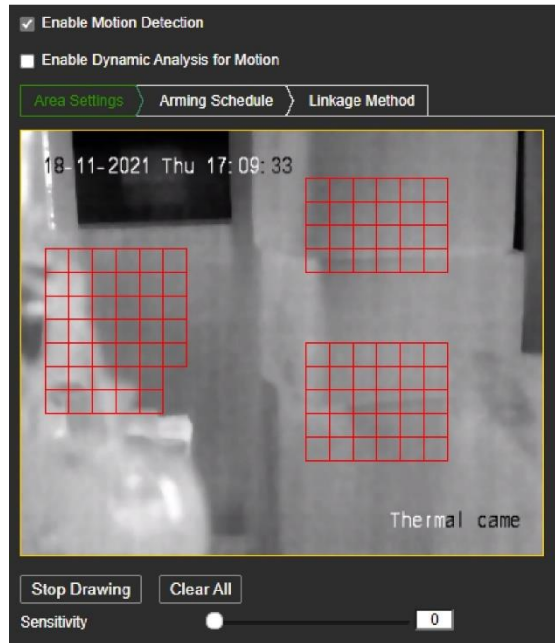 Enable Motion Detection
Enable Dynamic Analysis for Motion
Area Settings Arming Schedule Linkage Method
18-11-2021 Thu 17:09:33
Thermal came
Stop Drawing Clear All
Sensitivity 0